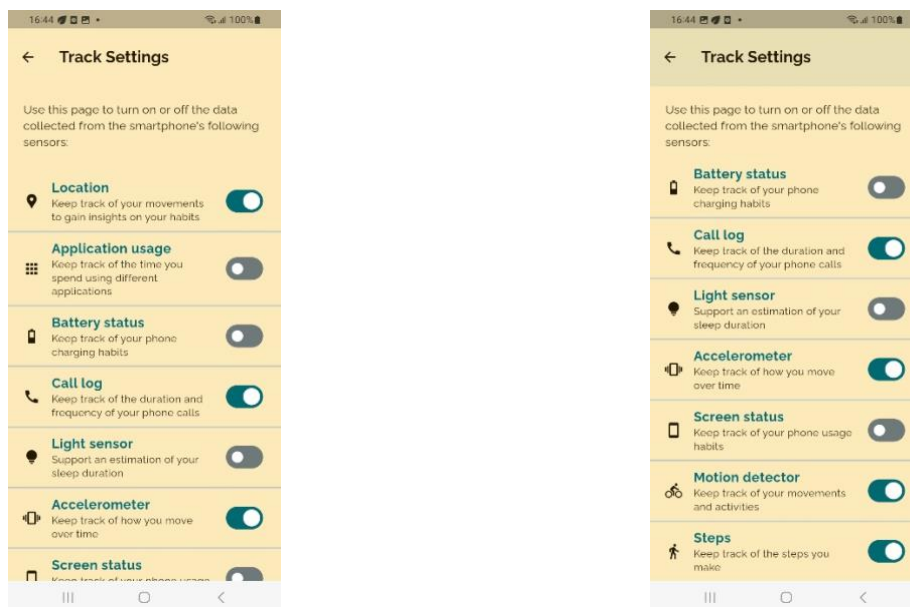 16:44
100%
Track Settings
Use this page to turn on or off the data
collected from the smartphone's following
sensors:
Location
Keep track of your movements
to gain insights on your habits
Application usage
Keep track of the time you
spend using different
applications
Battery status
Keep track of your phone
charging habits
Call log
Keep track of the duration and
frequency of your phone calls
Light sensor
Support an estimation of your
sleep duration
Accelerometer
Keep track of how you move
over time
Screen status
Keep track of your phone usage
16:44
100%
Track Settings
Use this page to turn on or off the data
collected from the smartphone's following
sensors:
Battery status
Keep track of your phone
charging habits
Call log
Keep track of the duration and
frequency of your phone calls
Light sensor
Support an estimation of your
sleep duration
Accelerometer
Keep track of how you move
over time
Screen status
Keep track of your phone usage
habits
Motion detector
Keep track of your movements
and activities
Steps
Keep track of the steps you
make